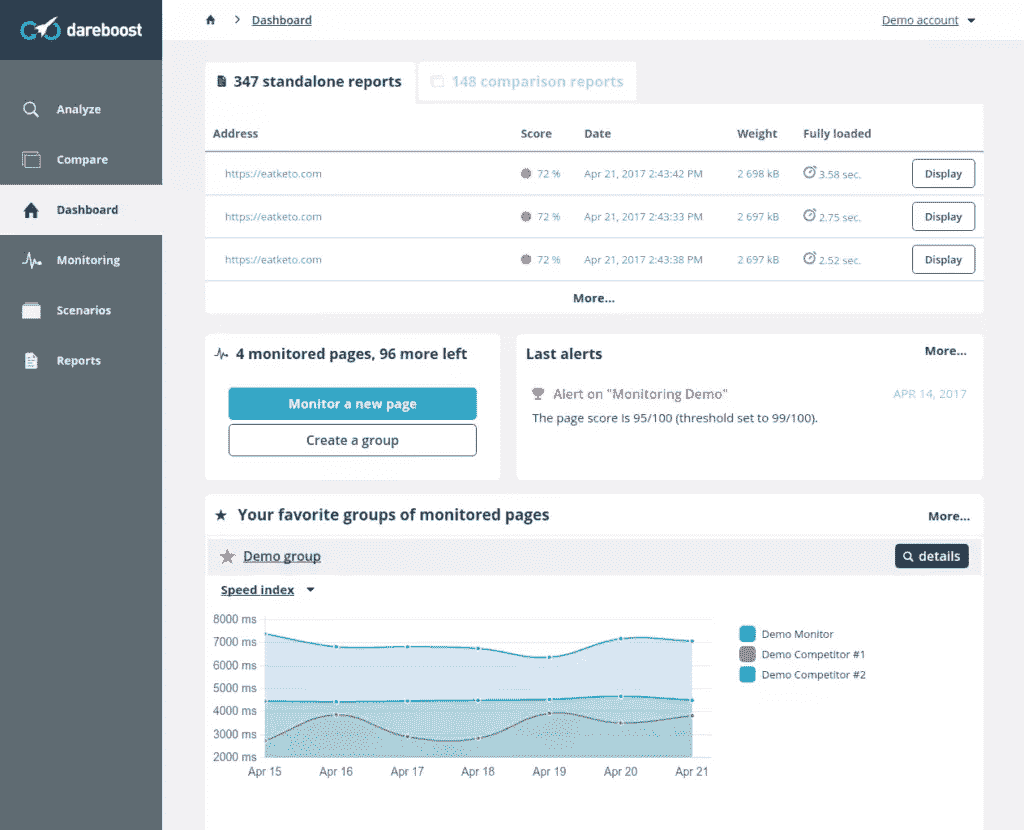 dareboost
Dashboard
Demo account
Analyze
Compare
Dashboard
Monitoring
Scenarios
Reports
347 standalone reports
148 comparison reports
Address Score Date Weight Fully loaded
https://eatketo.com 72 % Apr 21, 2017 2:43:42 PM 2 698 kB 3.58 sec. Display
https://eatketo.com 72 % Apr 21, 2017 2:43:33 PM 2 697 kB 2.75 sec. Display
https://eatketo.com 72 % Apr 21, 2017 2:43:38 PM 2 697 kB 2.52 sec. Display
More...
4 monitored pages, 96 more left
Monitor a new page
Create a group
Last alerts More...
Alert on "Monitoring Demo" APR 14, 2017
The page score is 95/100 (threshold set to 99/100).
Your favorite groups of monitored pages More...
Demo group details
Speed index
8000 ms
7000 ms
6000 ms
5000 ms
4000 ms
3000 ms
2000 ms
Apr 15 Apr 16 Apr 17 Apr 18 Apr 19 Apr 20 Apr 21
Demo Monitor
Demo Competitor #1
Demo Competitor #2